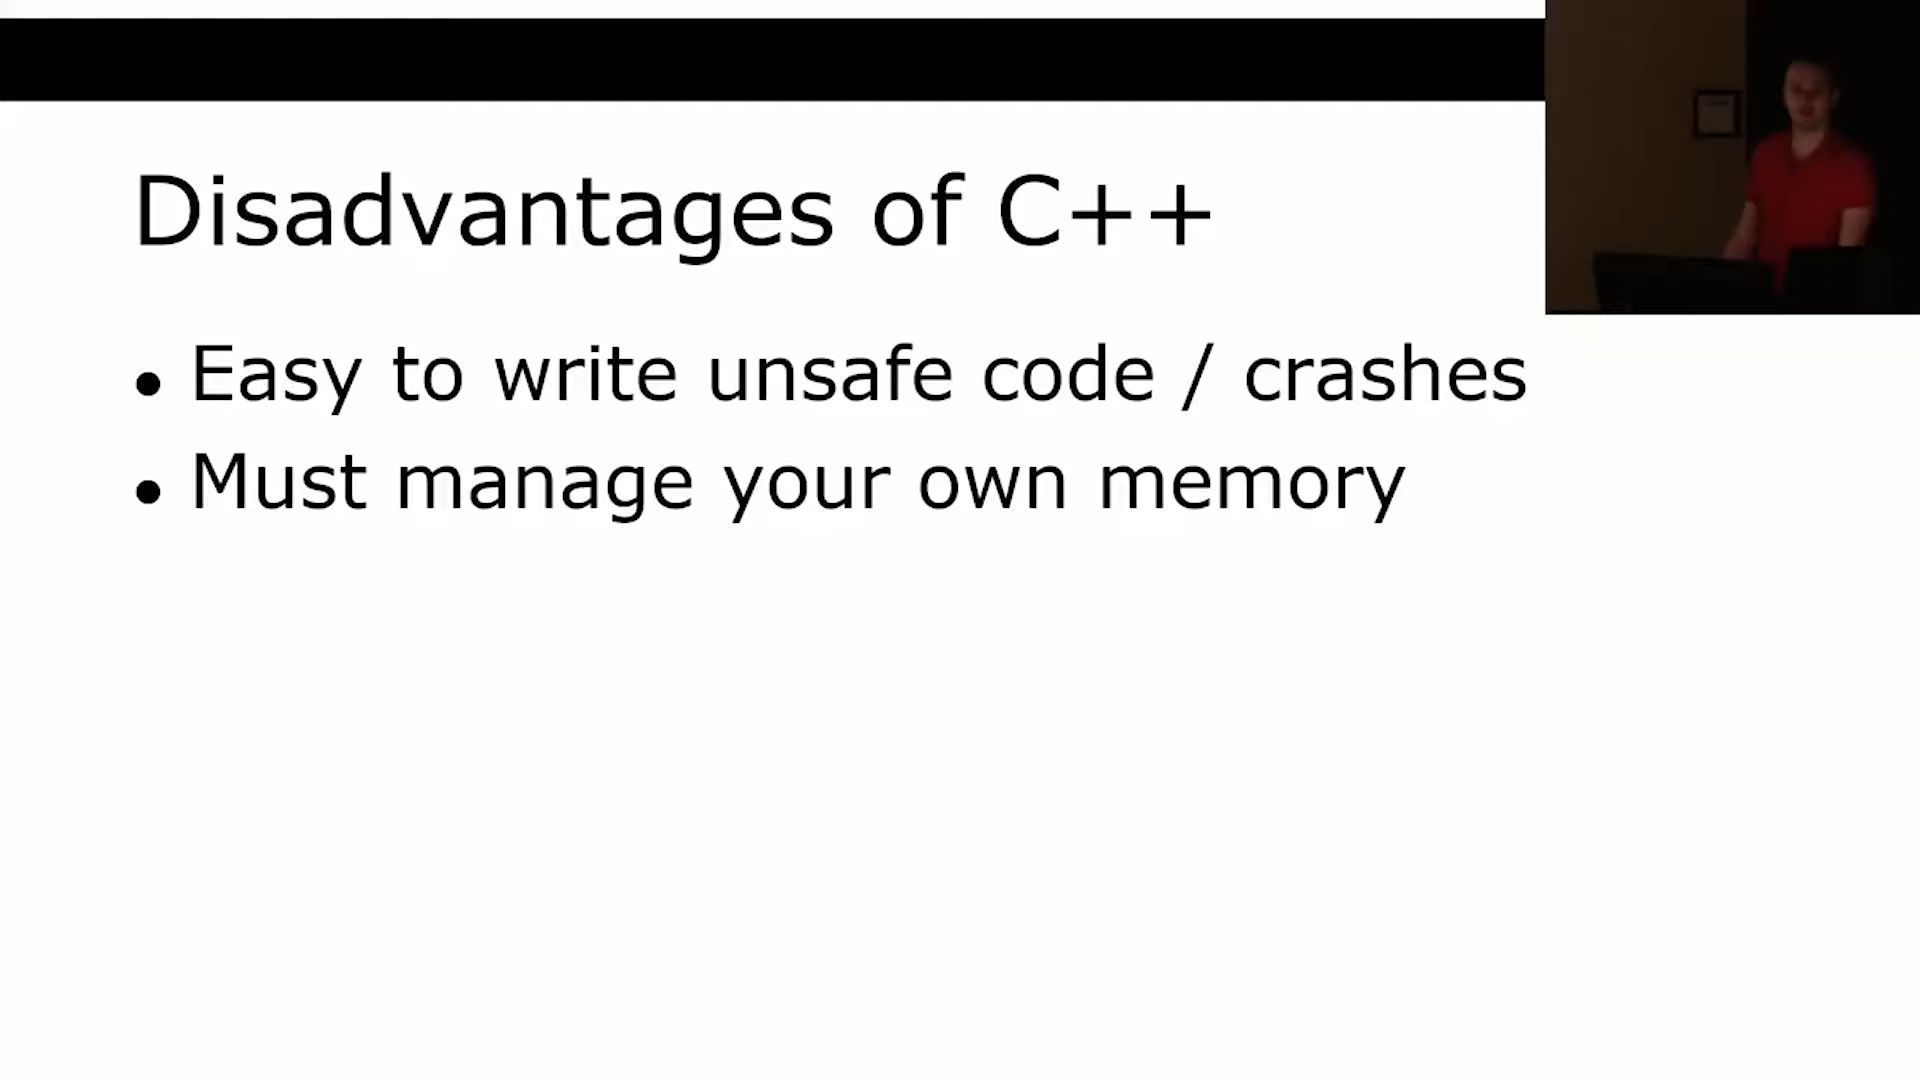 Disadvantages of C++
• Easy to write unsafe code / crashes
• Must manage your own memory